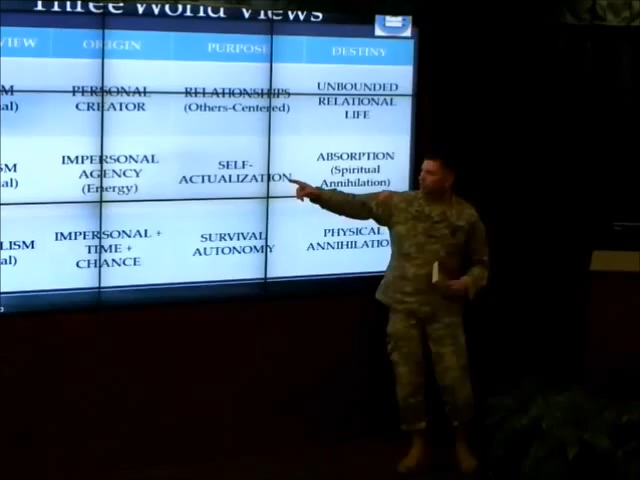 Three World Views
VIEW ORIGIN PURPOSE DESTINY
M PERSONAL RELATIONSHIPS UNBOUNDED
al) CREATOR (Others-Centered) RELATIONAL
LIFE
SM IMPERSONAL SELF- ABSORPTION
al) AGENCY ACTUALIZATION (Spiritual
(Energy) Annihilation)
LISM IMPERSONAL + SURVIVAL PHYSICAL
al) TIME + AUTONOMY ANNIHILATIO
CHANCE